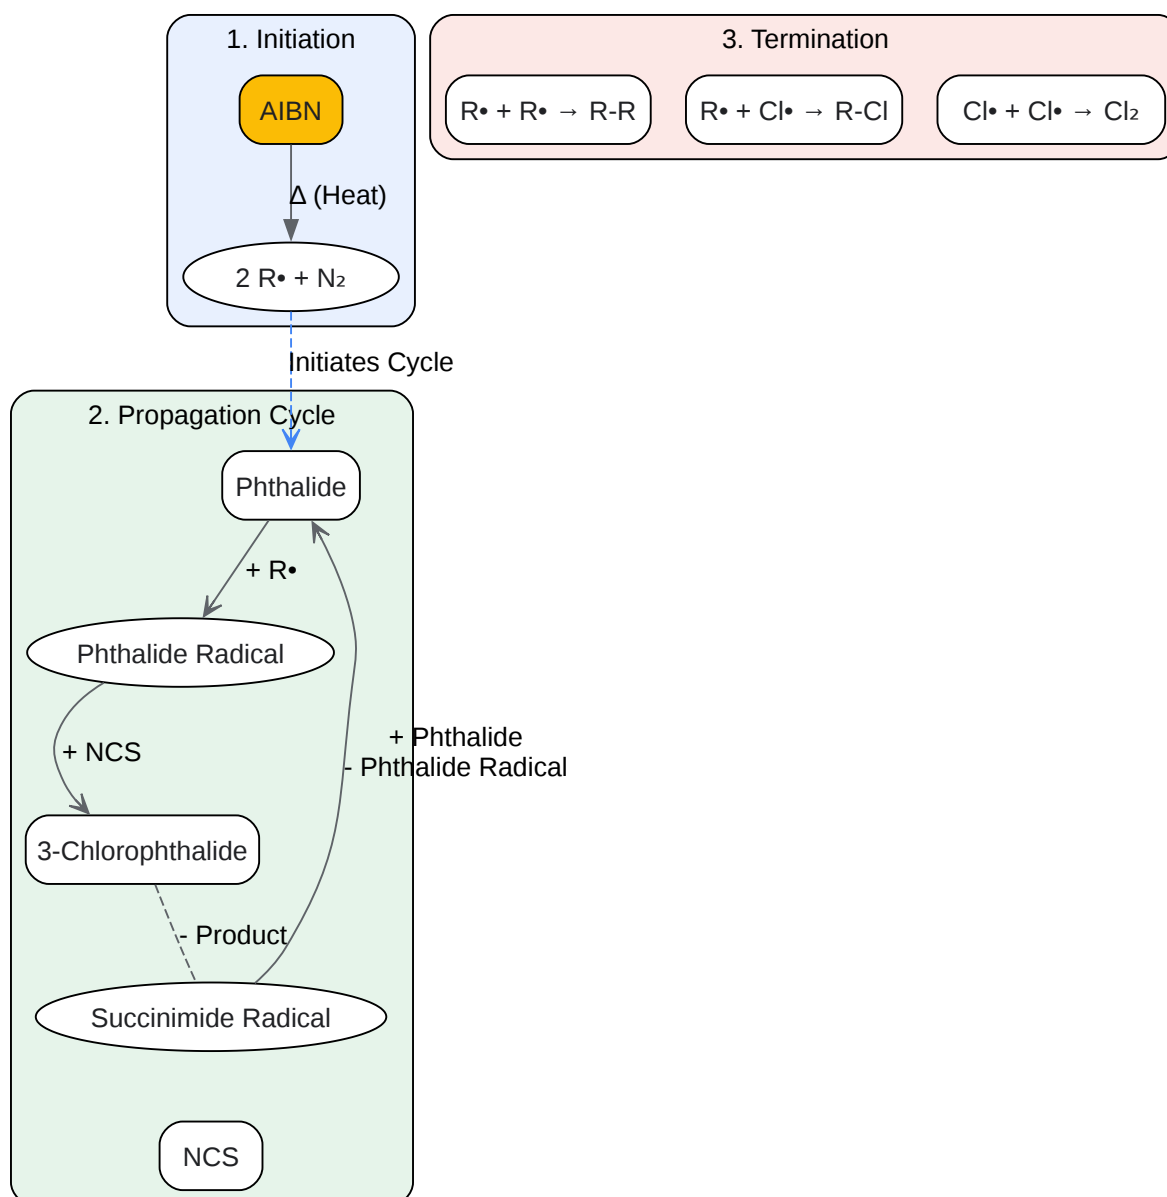 1. Initiation
AIBN
Δ (Heat)
2 R• + N₂
Initiates Cycle
3. Termination
R• + R• → R-R
R• + Cl• → R-Cl
Cl• + Cl• → Cl₂
2. Propagation Cycle
Phthalide
+ R•
Phthalide Radical
+ NCS
+ Phthalide
- Phthalide Radical
3-Chlorophthalide
- Product
Succinimide Radical
NCS